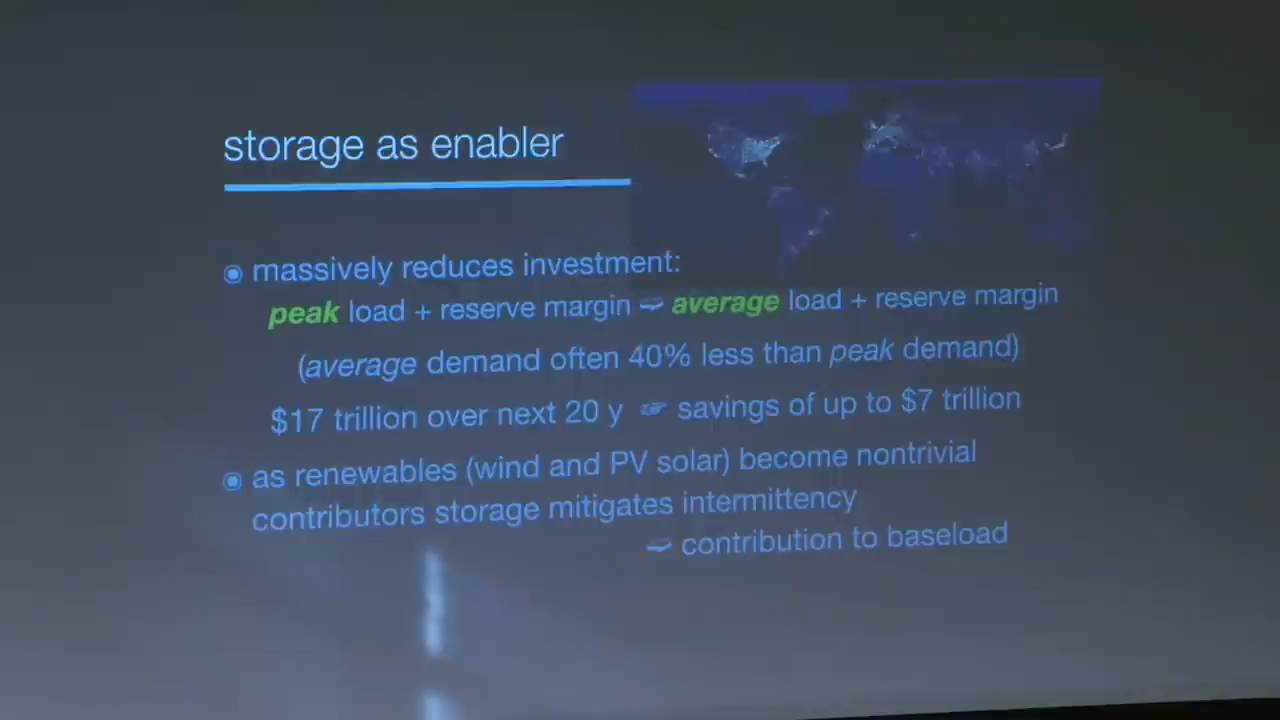 storage as enabler
◉ massively reduces investment:
peak load + reserve margin ➯ average load + reserve margin
(average demand often 40% less than peak demand)
$17 trillion over next 20 y ☞ savings of up to $7 trillion
◉ as renewables (wind and PV solar) become nontrivial
contributors storage mitigates intermittency
➯ contribution to baseload